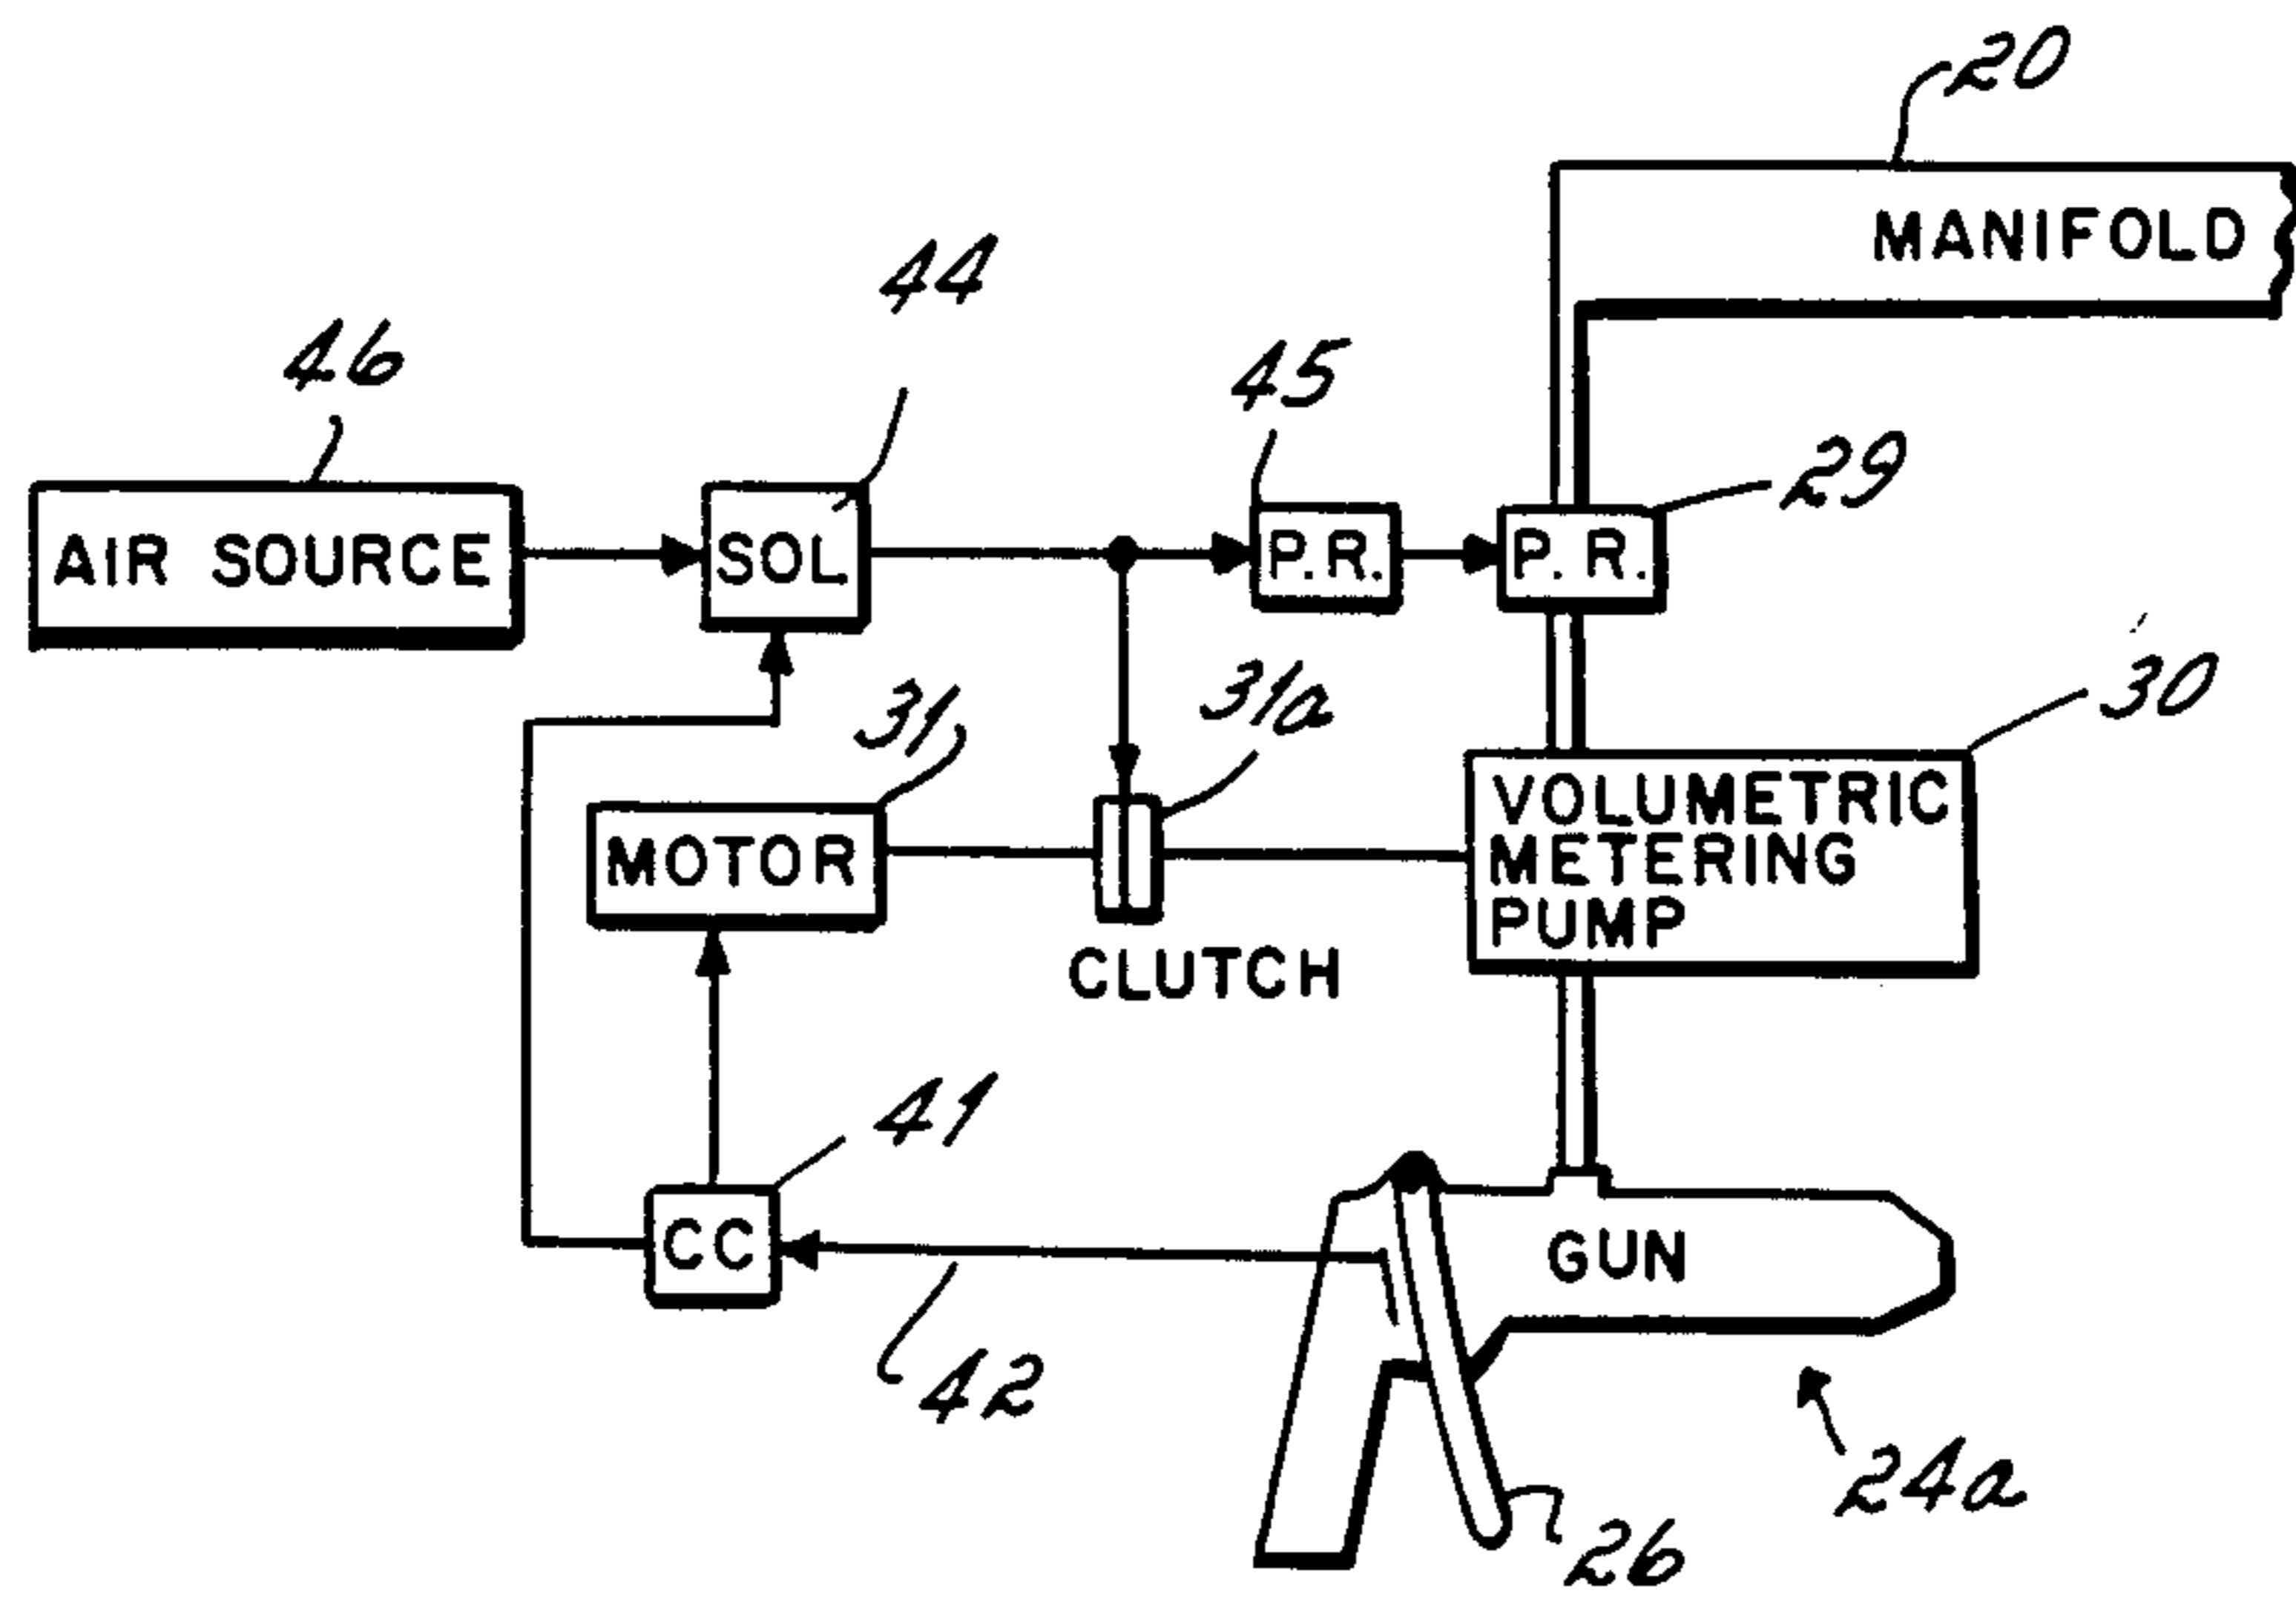 20
MANIFOLD
44
46
45
29
AIR SOURCE
SOL
P.R.
P.R.
31
31a
30
MOTOR
VOLUMETRIC
METERING
PUMP
CLUTCH
41
CC
GUN
42
24a
26